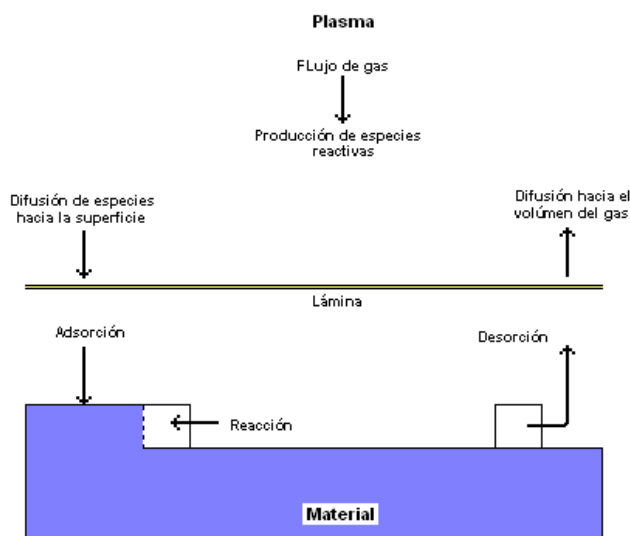 Plasma
FLujo de gas
Producción de especies
reactivas
Difusión de especies
hacia la superficie
Difusión hacia el
volúmen del gas
Lámina
Adsorción
Desorción
Reacción
Material